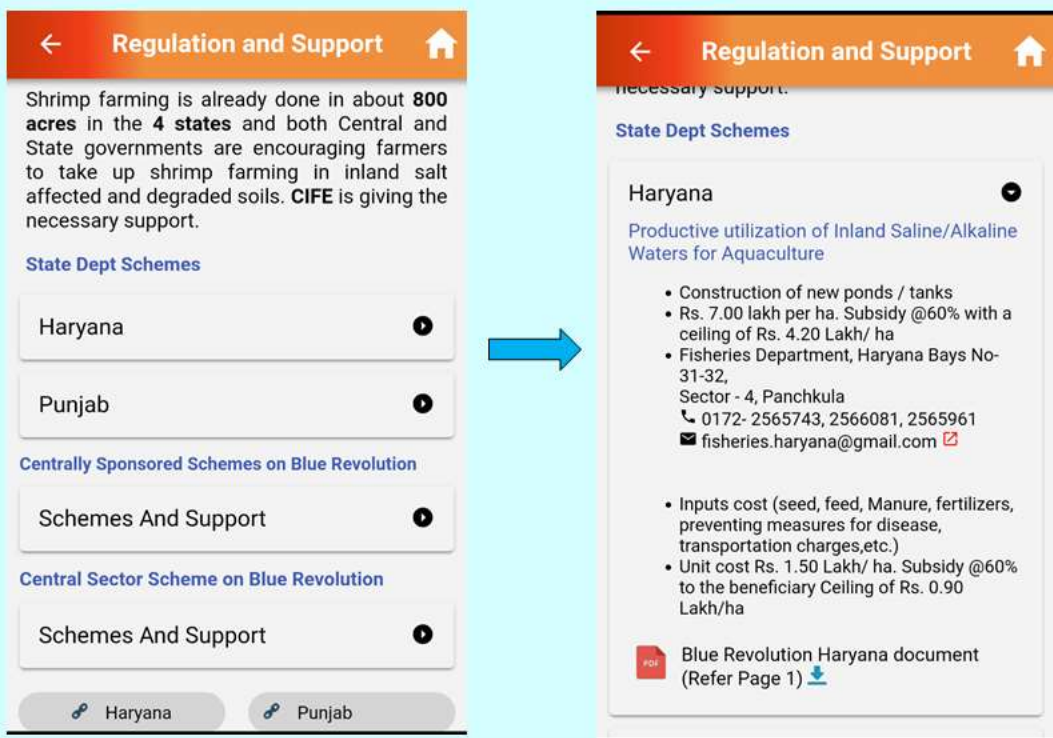 Regulation and Support
Shrimp farming is already done in about 800
acres in the 4 states and both Central and
State governments are encouraging farmers
to take up shrimp farming in inland salt
affected and degraded soils. CIFE is giving the
necessary support.
State Dept Schemes
Haryana
Punjab
Centrally Sponsored Schemes on Blue Revolution
Schemes And Support
Central Sector Scheme on Blue Revolution
Schemes And Support
Haryana
Punjab
Regulation and Support
necessary support.
State Dept Schemes
Haryana
Productive utilization of Inland Saline/Alkaline
Waters for Aquaculture
• Construction of new ponds / tanks
• Rs. 7.00 lakh per ha. Subsidy @60% with a
ceiling of Rs. 4.20 Lakh/ ha
• Fisheries Department, Haryana Bays No-
31-32,
Sector - 4, Panchkula
0172- 2565743, 2566081, 2565961
fisheries.haryana@gmail.com
• Inputs cost (seed, feed, Manure, fertilizers,
preventing measures for disease,
transportation charges,etc.)
• Unit cost Rs. 1.50 Lakh/ ha. Subsidy @60%
to the beneficiary Ceiling of Rs. 0.90
Lakh/ha
PDF
Blue Revolution Haryana document
(Refer Page 1)